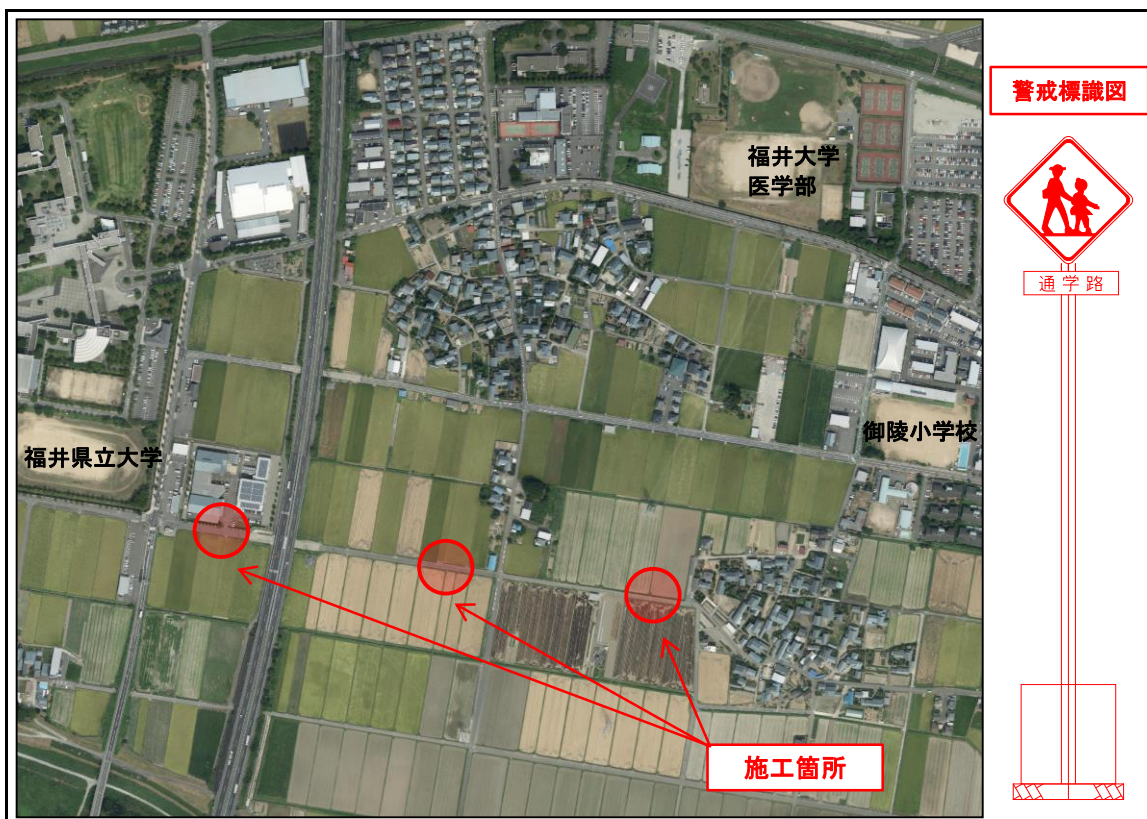 警戒標識図
福井大学
医学部
通学路
御陵小学校
福井県立大学
施工箇所